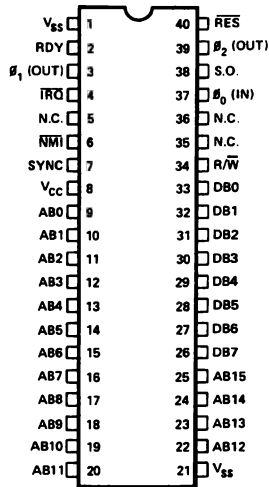 VSS 1 40 R̅E̅S̅
RDY 2 39 Ø2 (OUT)
Ø1 (OUT) 3 38 S.O.
I̅R̅Q̅ 4 37 Ø0 (IN)
N.C. 5 36 N.C.
N̅M̅I̅ 6 35 N.C.
SYNC 7 34 R/W̅
VCC 8 33 DB0
AB0 9 32 DB1
AB1 10 31 DB2
AB2 11 30 DB3
AB3 12 29 DB4
AB4 13 28 DB5
AB5 14 27 DB6
AB6 15 26 DB7
AB7 16 25 AB15
AB8 17 24 AB14
AB9 18 23 AB13
AB10 19 22 AB12
AB11 20 21 VSS